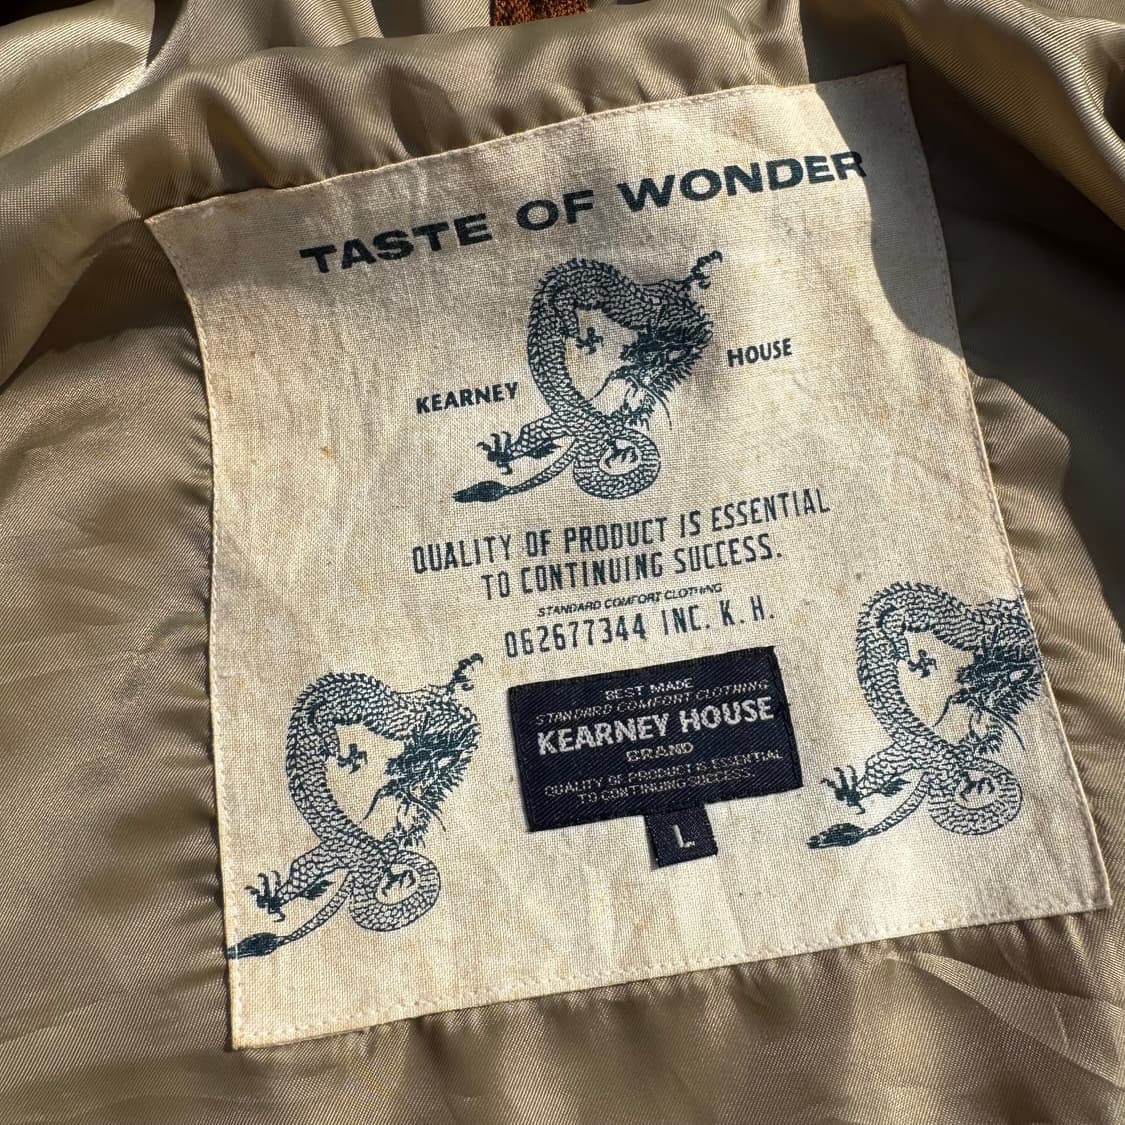 TASTE OF WONDER
KEARNEY HOUSE
QUALITY OF PRODUCT IS ESSENTIAL
TO CONTINUING SUCCESS.
STANDARD COMFORT CLOTHING
062677344 INC. K. H.
BEST MADE
STANDARD COMFORT CLOTHING
KEARNEY HOUSE
BRAND
QUALITY OF PRODUCT IS ESSENTIAL
TO CONTINUING SUCCESS.
L